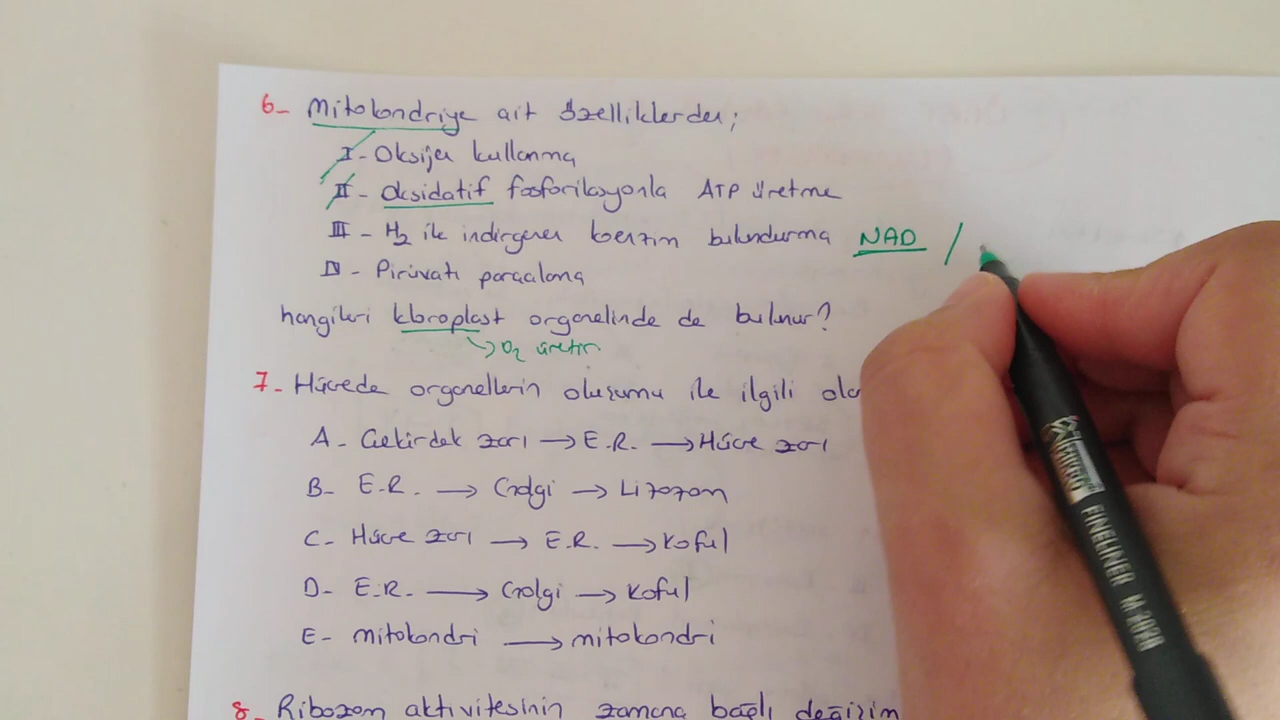 6- Mitokondriye ait özelliklerden;
I - Oksijen kullanma
II - Oksidatif fosforilasyonla ATP üretme
III - H2 ile indirgenen koenzim bulundurma NAD /
IV - Pirüvatı parçalama
hangileri kloroplast organelinde de bulunur?
→ O2 üretir.
7- Hücrede organellerin oluşumu ile ilgili
A- Çekirdek zarı → E.R. → Hücre zarı
B- E.R. → Golgi → Lizozom
C- Hücre zarı → E.R. → Koful
D- E.R. → Golgi → Koful
E- mitokondri → mitokondri
8- Ribozom aktivitesinin zamana bağlı değişim
FINELINER M-2020